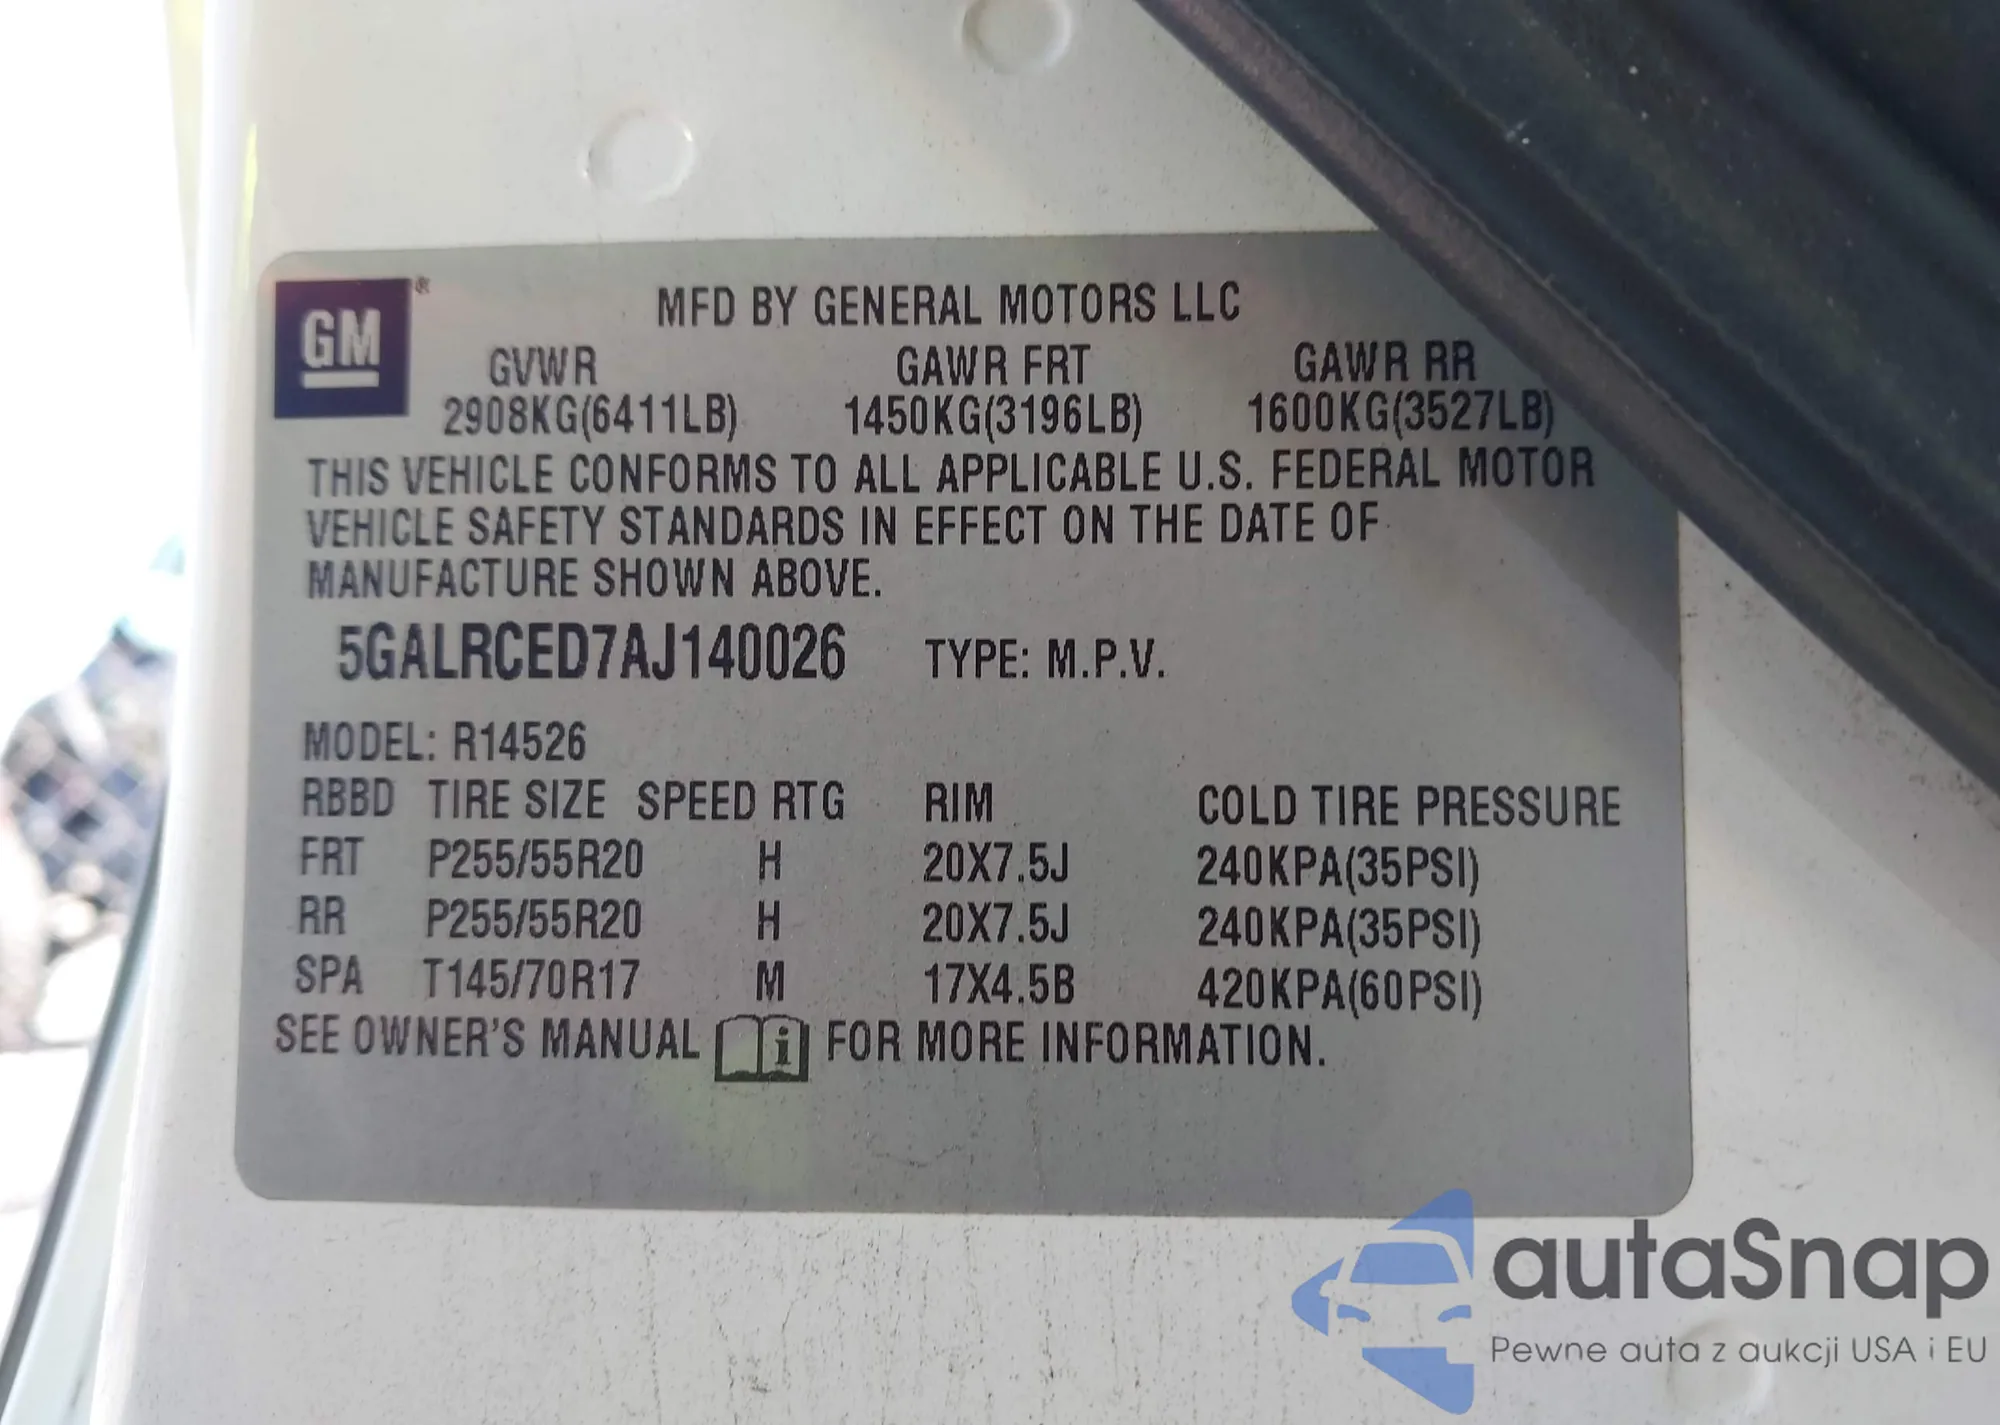 GM®
MFD BY GENERAL MOTORS LLC
GVWR GAWR FRT GAWR RR
2908KG(6411LB) 1450KG(3196LB) 1600KG(3527LB)
THIS VEHICLE CONFORMS TO ALL APPLICABLE U.S. FEDERAL MOTOR
VEHICLE SAFETY STANDARDS IN EFFECT ON THE DATE OF
MANUFACTURE SHOWN ABOVE.
5GALRCED7AJ140026 TYPE: M.P.V.
MODEL: R14526
RBBD TIRE SIZE SPEED RTG RIM COLD TIRE PRESSURE
FRT P255/55R20 H 20X7.5J 240KPA(35PSI)
RR P255/55R20 H 20X7.5J 240KPA(35PSI)
SPA T145/70R17 M 17X4.5B 420KPA(60PSI)
SEE OWNER'S MANUAL i FOR MORE INFORMATION.
autaSnap
Pewne auta z aukcji USA i EU